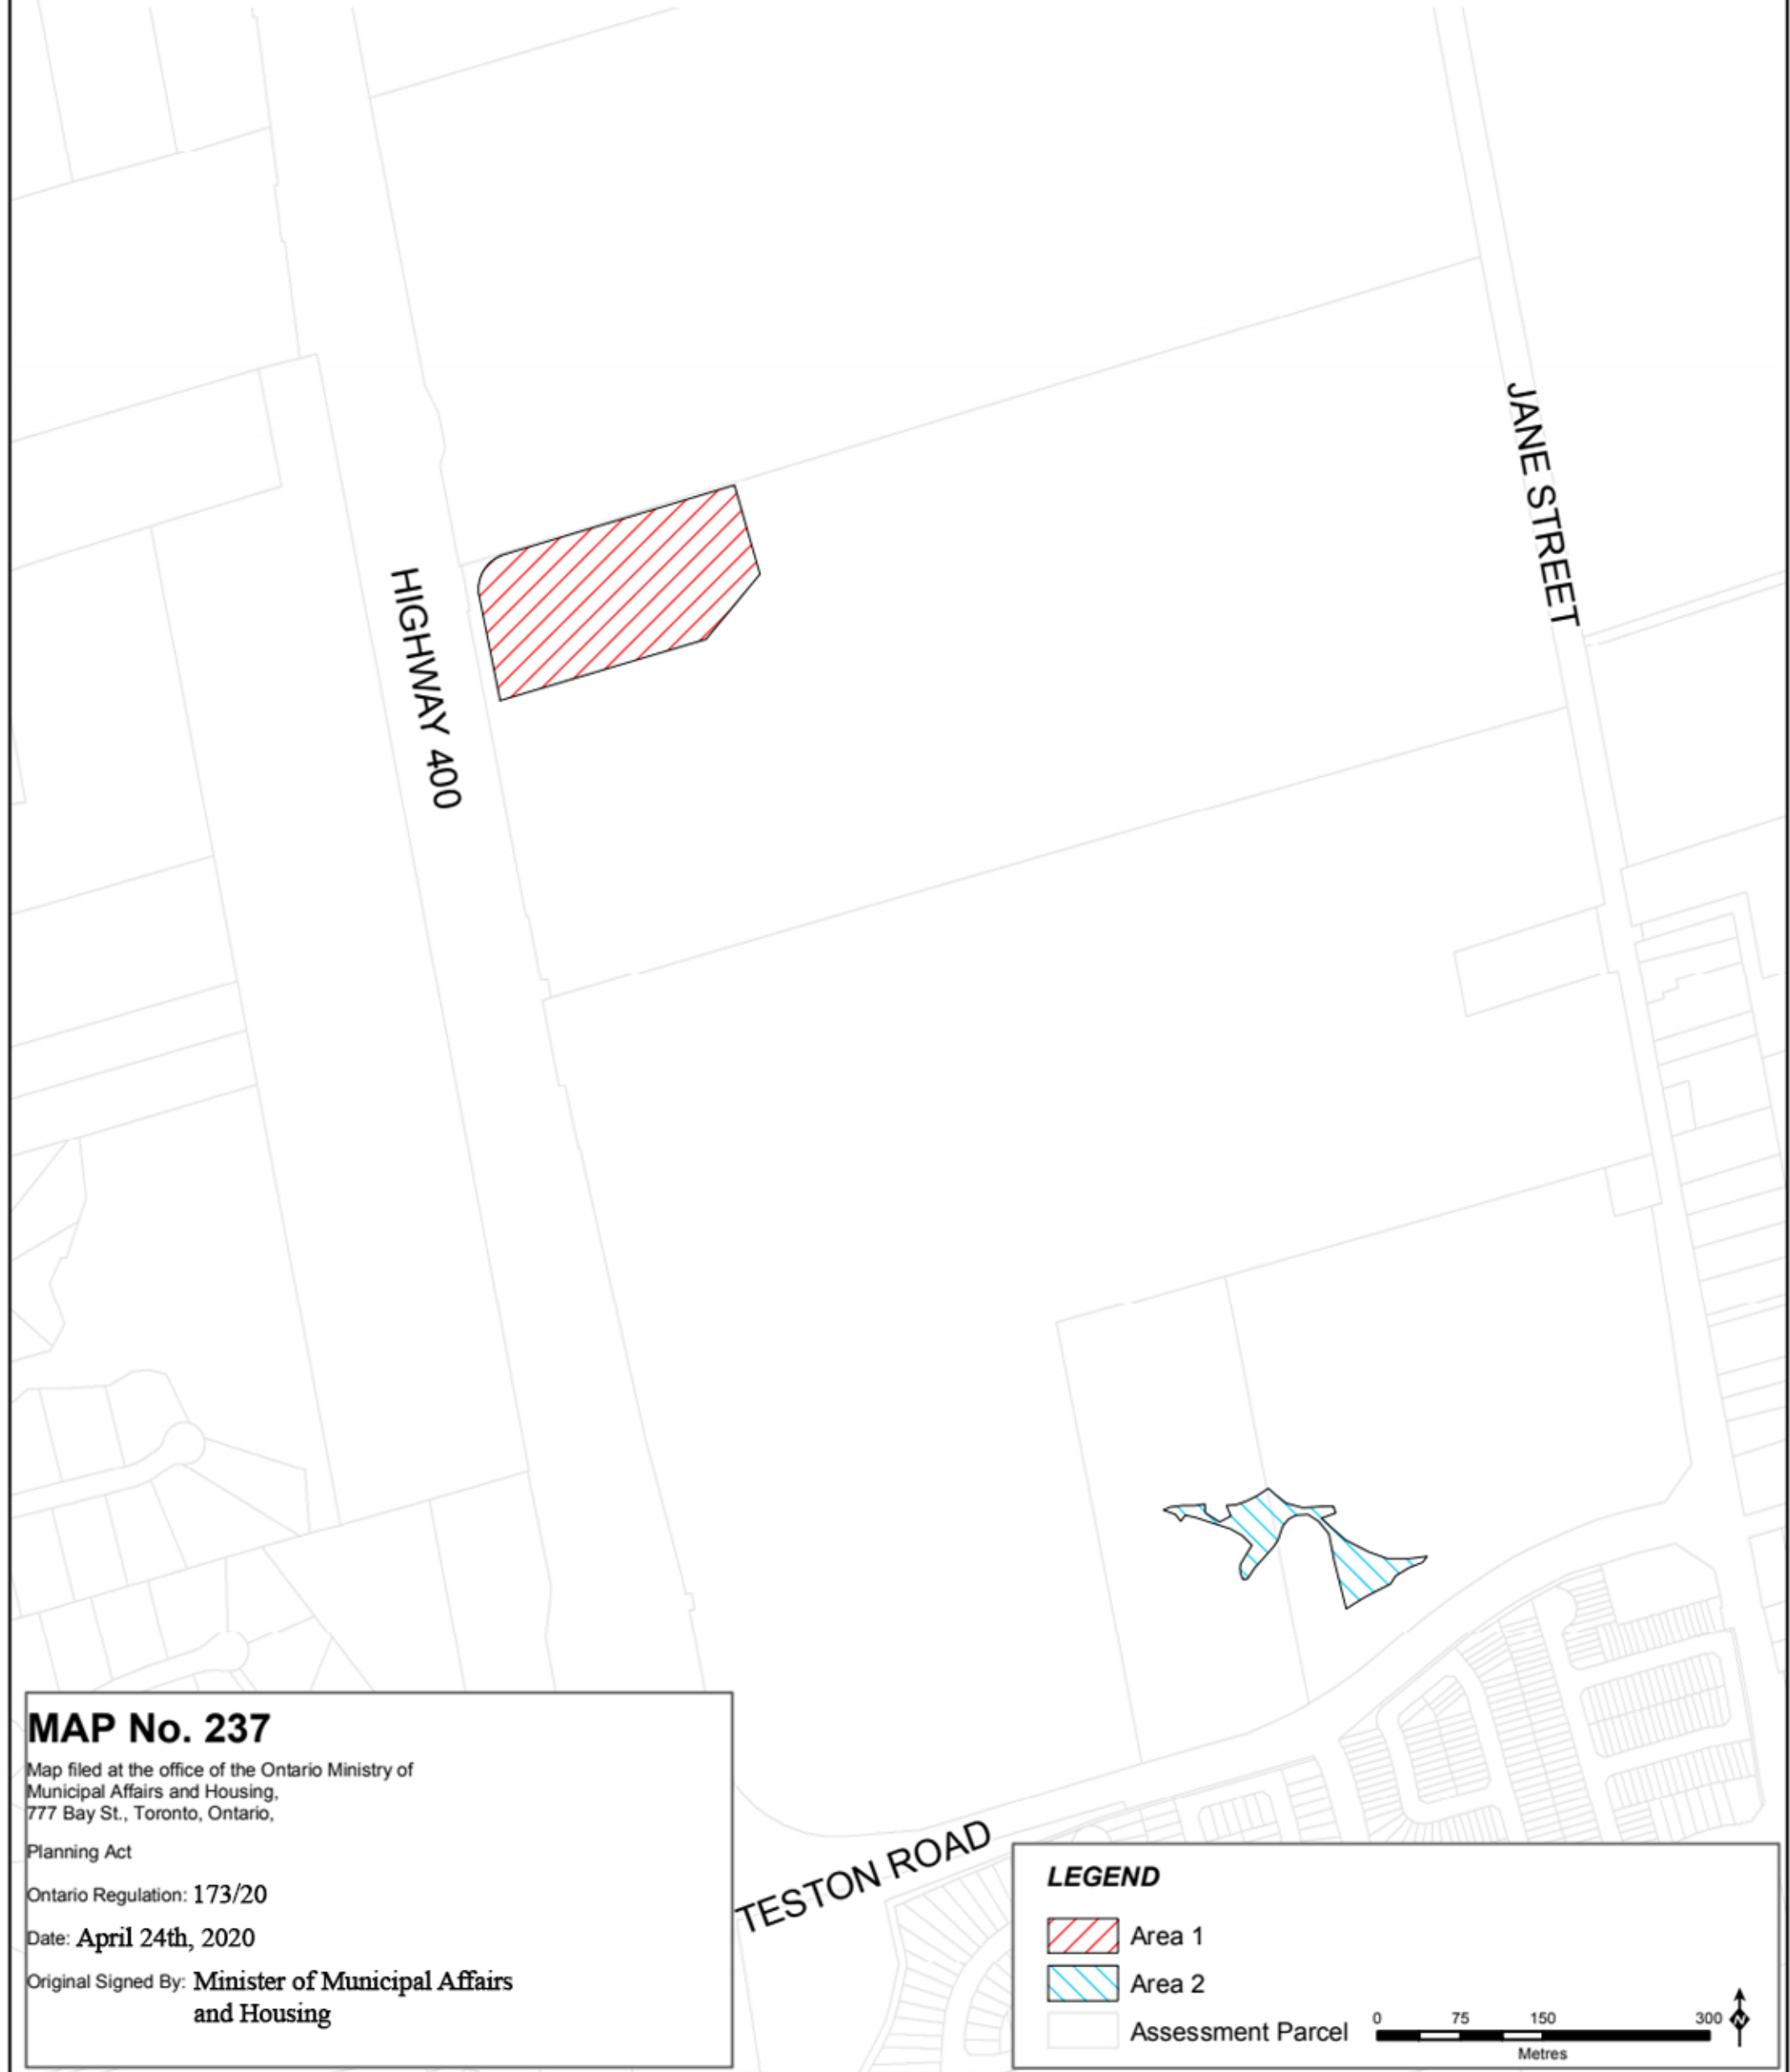 JANE STREET
HIGHWAY 400
TESTON ROAD
MAP No. 237
Map filed at the office of the Ontario Ministry of
Municipal Affairs and Housing,
777 Bay St., Toronto, Ontario,
Planning Act
Ontario Regulation: 173/20
Date: April 24th, 2020
Original Signed By: Minister of Municipal Affairs
and Housing
LEGEND
Area 1
Area 2
Assessment Parcel
0 75 150 300
Metres
N